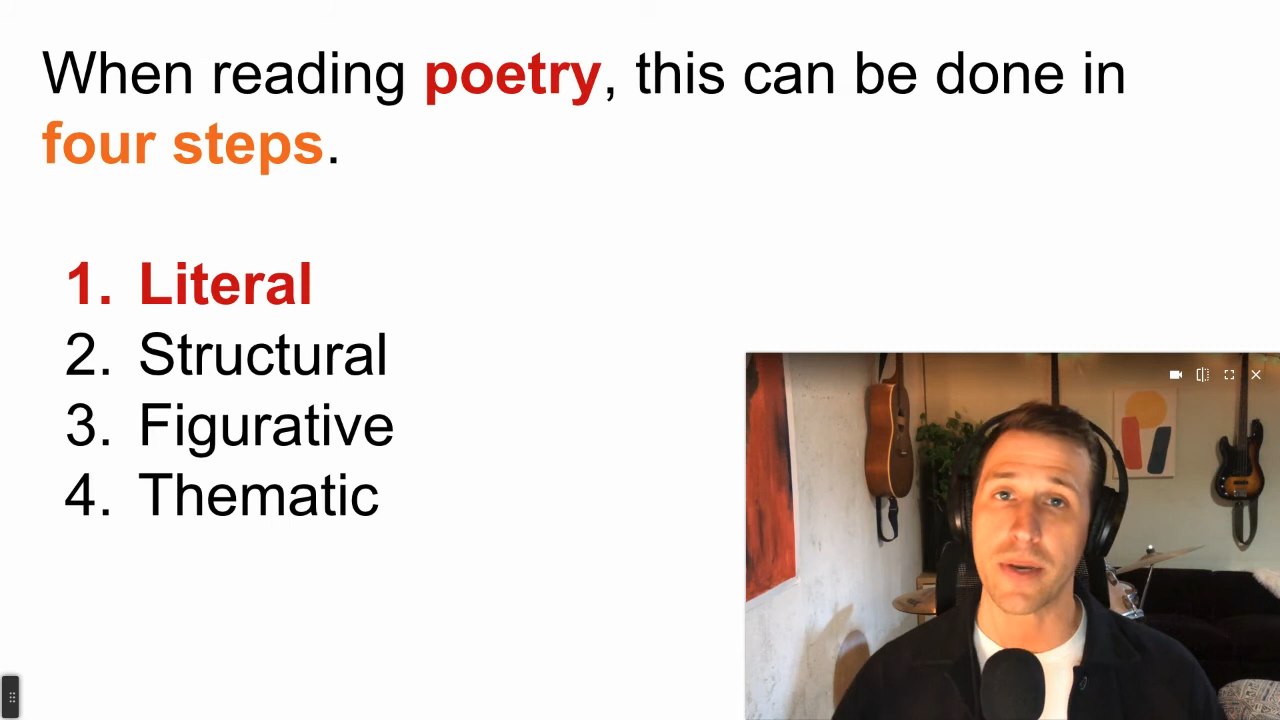 When reading poetry, this can be done in
four steps.
1. Literal
2. Structural
3. Figurative
4. Thematic